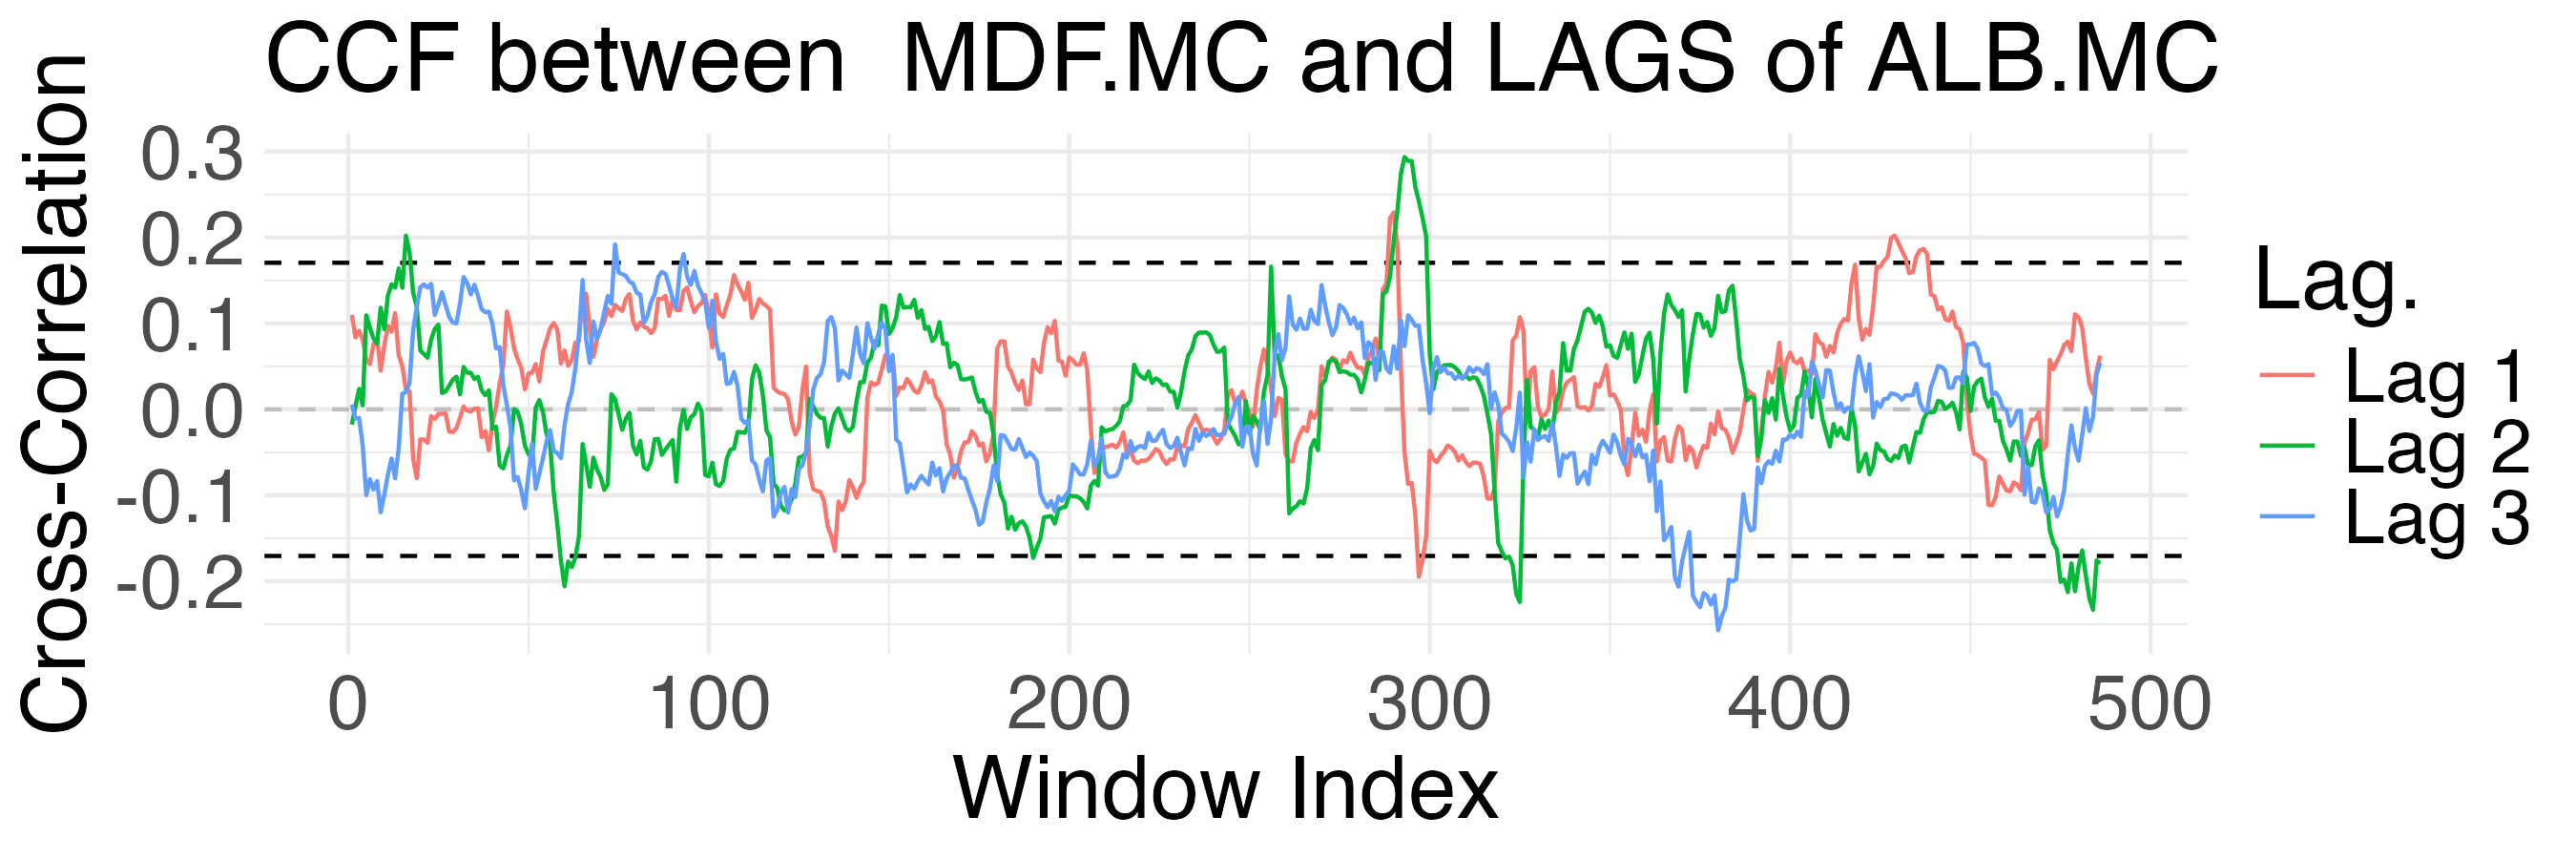 CCF between  MDF.MC and LAGS of ALB.MC
Cross-Correlation
0.3
0.2
0.1
0.0
-0.1
-0.2
0 100 200 300 400 500
Window Index
Lag.
Lag 1
Lag 2
Lag 3